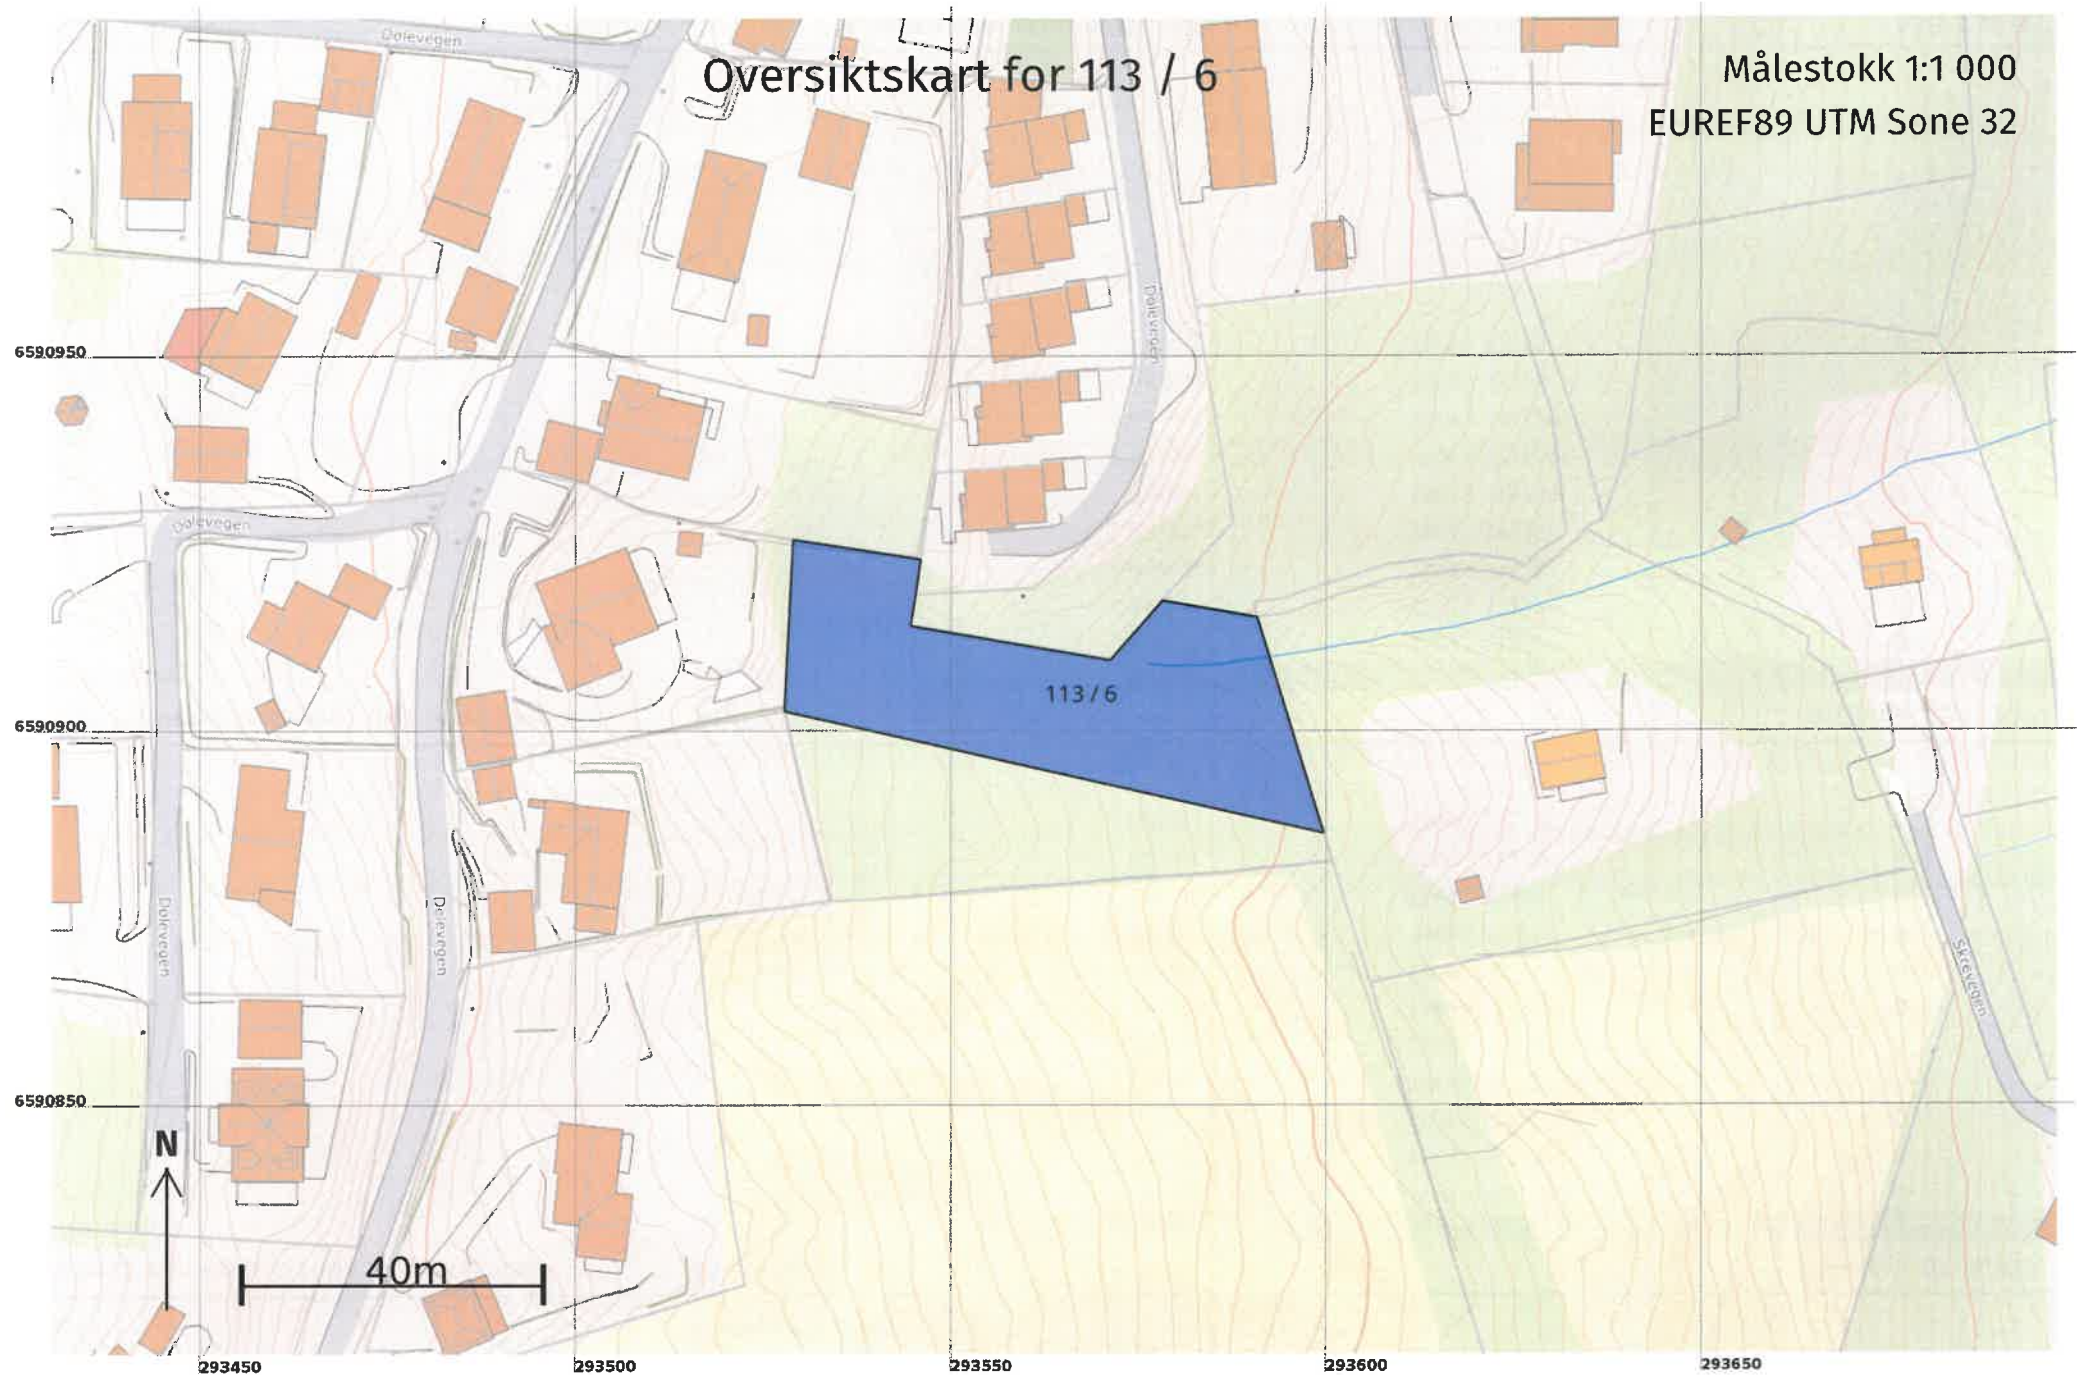 Dølevegen
Oversiktskart for 113 / 6
Målestokk 1:1 000
EUREF89 UTM Sone 32
Dølevegen
6590950
Dølevegen
113 / 6
6590900
Dølevegen
Dølevegen
Skrevegen
6590850
N
40m
293450
293500
293550
293600
293650